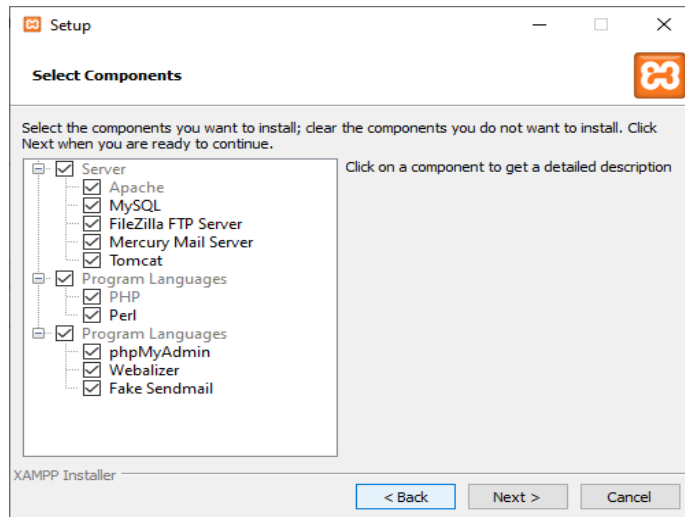 Setup
Select Components
Select the components you want to install; clear the components you do not want to install. Click
Next when you are ready to continue.
Server
Apache
MySQL
FileZilla FTP Server
Mercury Mail Server
Tomcat
Program Languages
PHP
Perl
Program Languages
phpMyAdmin
Webalizer
Fake Sendmail
Click on a component to get a detailed description
XAMPP Installer
< Back
Next >
Cancel